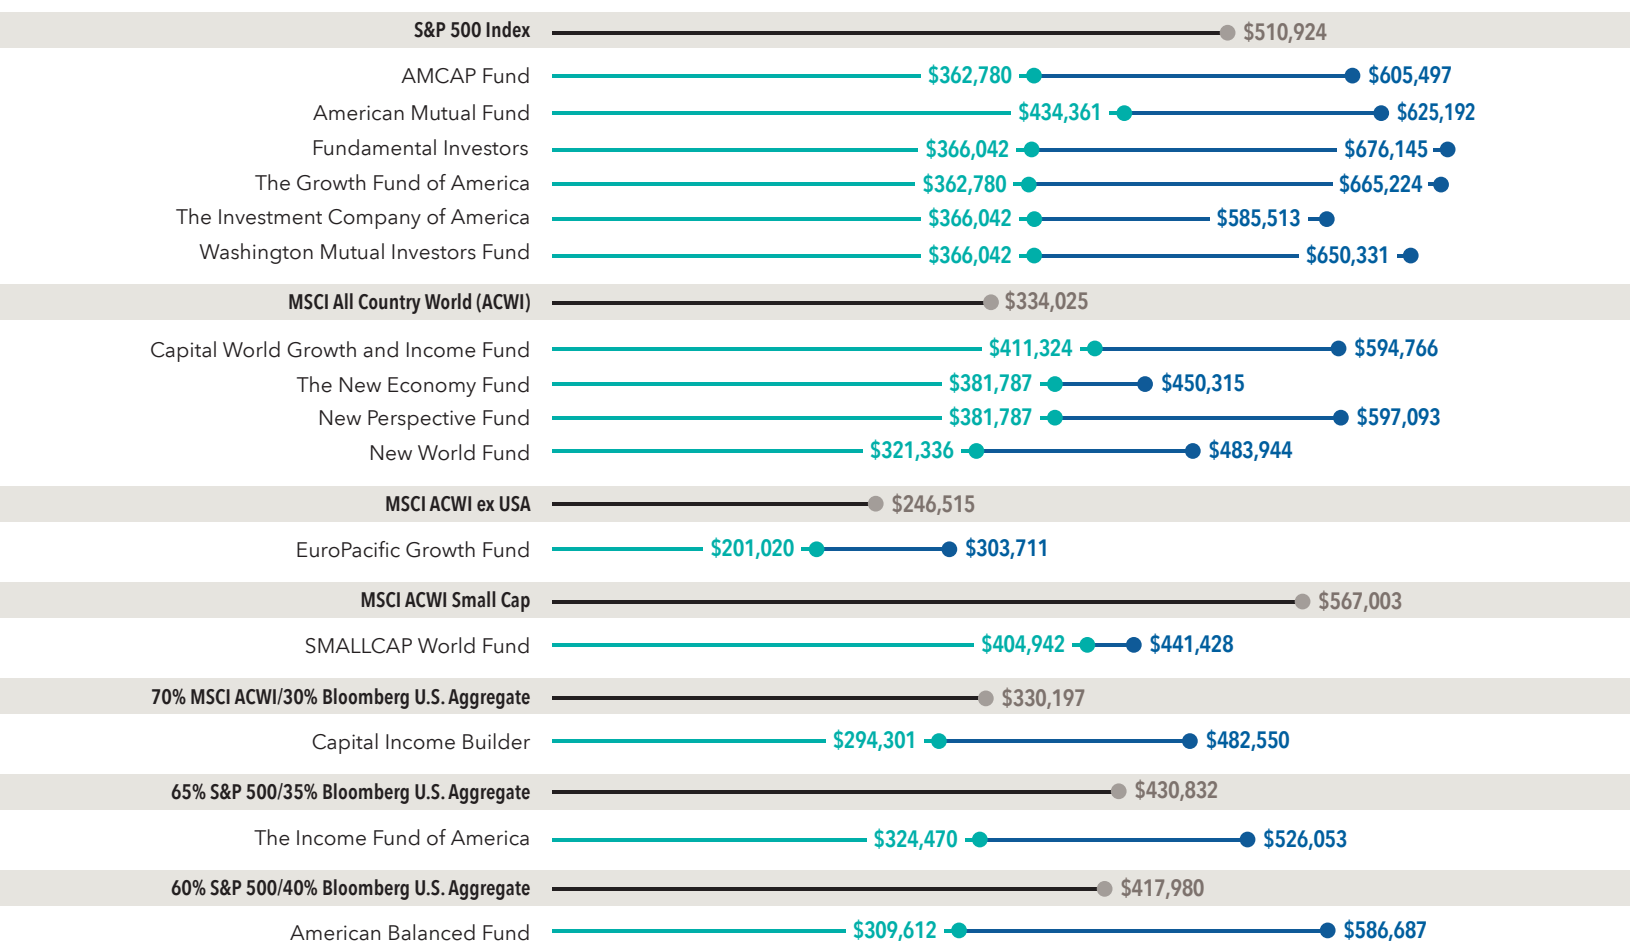 S&P 500 Index $510,924
AMCAP Fund $362,780 $605,497
American Mutual Fund $434,361 $625,192
Fundamental Investors $366,042 $676,145
The Growth Fund of America $362,780 $665,224
The Investment Company of America $366,042 $585,513
Washington Mutual Investors Fund $366,042 $650,331
MSCI All Country World (ACWI) $334,025
Capital World Growth and Income Fund $411,324 $594,766
The New Economy Fund $381,787 $450,315
New Perspective Fund $381,787 $597,093
New World Fund $321,336 $483,944
MSCI ACWI ex USA $246,515
EuroPacific Growth Fund $201,020 $303,711
MSCI ACWI Small Cap $567,003
SMALLCAP World Fund $404,942 $441,428
70% MSCI ACWI/30% Bloomberg U.S. Aggregate $330,197
Capital Income Builder $294,301 $482,550
65% S&P 500/35% Bloomberg U.S. Aggregate $430,832
The Income Fund of America $324,470 $526,053
60% S&P 500/40% Bloomberg U.S. Aggregate $417,980
American Balanced Fund $309,612 $586,687